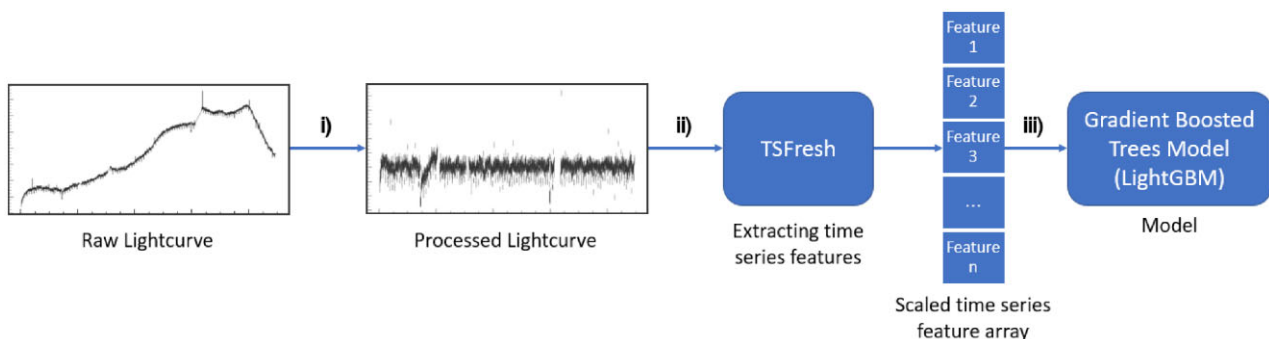 Raw Lightcurve
i)
Processed Lightcurve
ii)
TSFresh
Extracting time
series features
Feature
1
Feature
2
Feature
3
...
Feature
n
Scaled time series
feature array
iii)
Gradient Boosted
Trees Model
(LightGBM)
Model